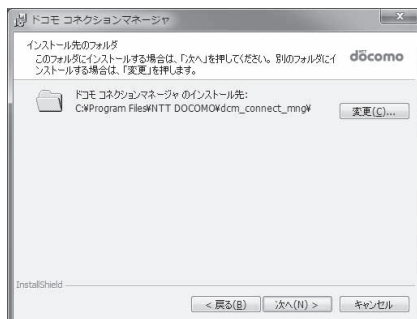 ドコモ コネクションマネージャ
インストール先のフォルダ
このフォルダにインストールする場合は、「次へ」を押してください。別のフォルダにイ
ンストールする場合は、「変更」を押します。
döcomo
ドコモ コネクションマネージャ のインストール先:
C:¥Program Files¥NTT DOCOMO¥dcm_connect_mng¥
変更(C)...
InstallShield
< 戻る(B)
次へ(N) >
キャンセル